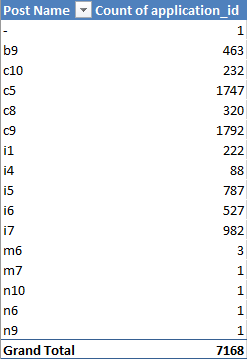 Post Name Count of application_id
- 1
b9 463
c10 232
c5 1747
c8 320
c9 1792
i1 222
i4 88
i5 787
i6 527
i7 982
m6 3
m7 1
n10 1
n6 1
n9 1
Grand Total 7168